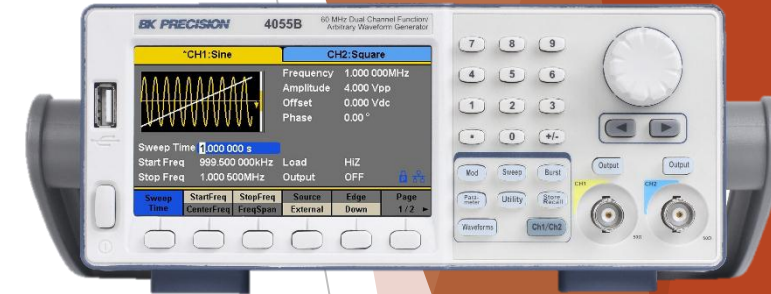 BK PRECISION 4055B 60 MHz Dual Channel Function/
Arbitrary Waveform Generator
*CH1:Sine CH2:Square
Frequency 1.000 000MHz
Amplitude 4.000 Vpp
Offset 0.000 Vdc
Phase 0.00 °
Sweep Time 1.000 000 s
Start Freq 999.500 000kHz Load HiZ
Stop Freq 1.000 500MHz Output OFF
Sweep StartFreq StopFreq Source Edge Page
Time CenterFreq FreqSpan External Down 1/2 ►
7 8 9
4 5 6
1 2 3
• 0 +/-
Mod Sweep Burst
Para-
meter Utility Store
Recall
Waveforms Ch1/Ch2
Output Output
CH1 CH2
50Ω 50Ω